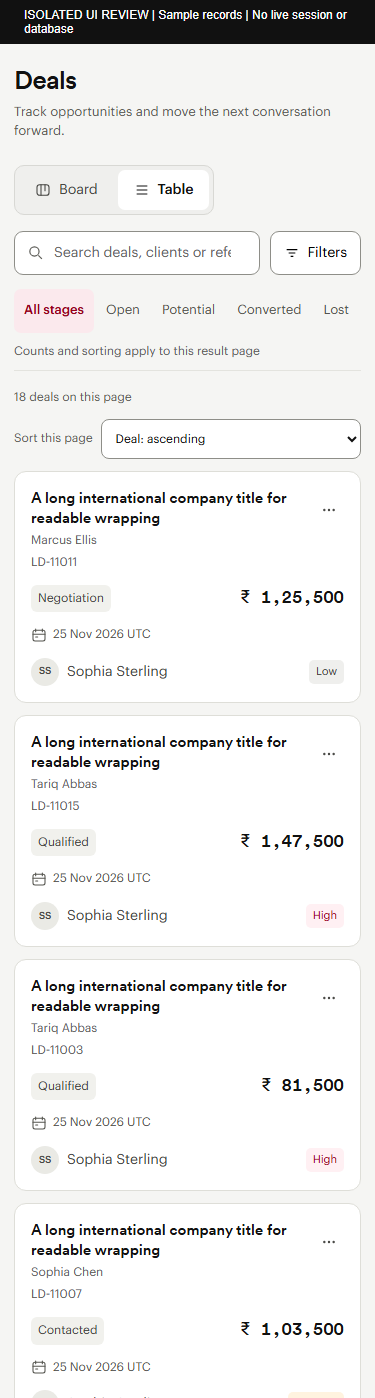 ISOLATED UI REVIEW | Sample records | No live session or
database
Deals
Track opportunities and move the next conversation
forward.
Board
Table
Search deals, clients or refe
Filters
All stages
Open
Potential
Converted
Lost
Counts and sorting apply to this result page
18 deals on this page
Sort this page
Deal: ascending
A long international company title for
readable wrapping
Marcus Ellis
LD-11011
Negotiation
₹ 1,25,500
25 Nov 2026 UTC
SS
Sophia Sterling
Low
A long international company title for
readable wrapping
Tariq Abbas
LD-11015
Qualified
₹ 1,47,500
25 Nov 2026 UTC
SS
Sophia Sterling
High
A long international company title for
readable wrapping
Tariq Abbas
LD-11003
Qualified
₹ 81,500
25 Nov 2026 UTC
SS
Sophia Sterling
High
A long international company title for
readable wrapping
Sophia Chen
LD-11007
Contacted
₹ 1,03,500
25 Nov 2026 UTC